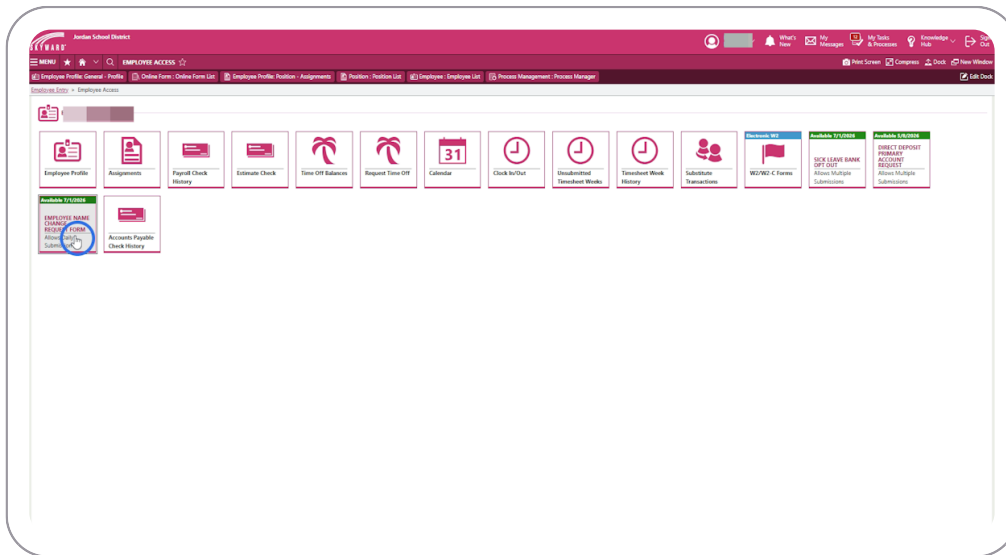 Jordan School District
SKYWARD
What's New
My Messages
My Tasks & Processes
Knowledge Hub
Sign Out
MENU
EMPLOYEE ACCESS
Print Screen
Compress
Dock
New Window
Employee Profile: General - Profile
Online Form : Online Form List
Employee Profile: Position - Assignments
Position : Position List
Employee : Employee List
Process Management : Process Manager
Edit Dock
Employee Entry
Employee Access
Employee Profile
Assignments
Payroll Check
History
Estimate Check
Time Off Balances
Request Time Off
31
Calendar
Clock In/Out
Unsubmitted
Timesheet Weeks
Timesheet Week
History
Substitute
Transactions
Electronic W2
W2/W2-C Forms
Available 7/1/2026
SICK LEAVE BANK
OPT OUT
Allows Multiple
Submissions
Available 5/8/2026
DIRECT DEPOSIT
PRIMARY
ACCOUNT
REQUEST
Allows Multiple
Submissions
Available 7/1/2026
EMPLOYEE NAME
CHANGE
REQUEST FORM
Allows Daily
Submissions
Accounts Payable
Check History